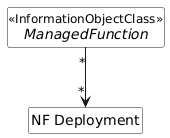 «InformationObjectClass»
ManagedFunction
*
*
NF Deployment